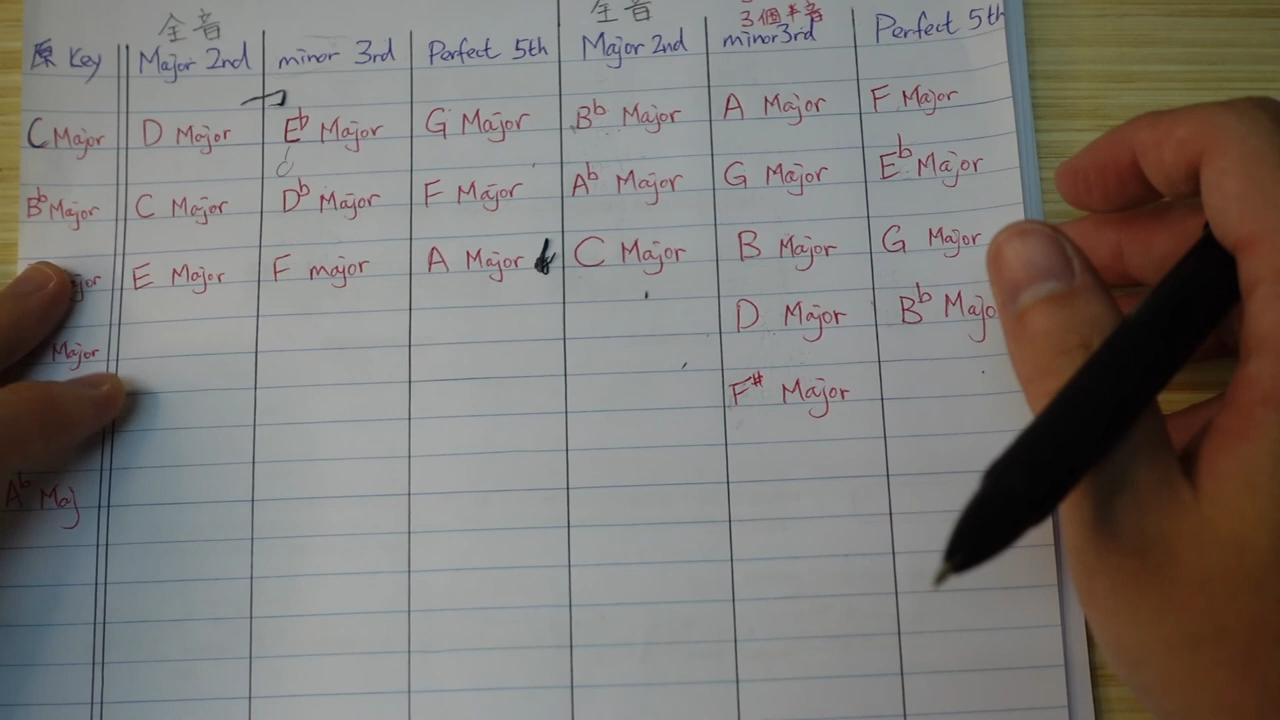 全音 全音 3個半音
原 Key Major 2nd minor 3rd Perfect 5th Major 2nd minor3rd Perfect 5th
C Major D Major E♭ Major G Major B♭ Major A Major F Major
B♭ Major C Major D♭ Major F Major A♭ Major G Major E♭ Major
jor E Major F major A Major C Major B Major G Major
Major D Major B♭ Majo
F# Major
A♭ Maj